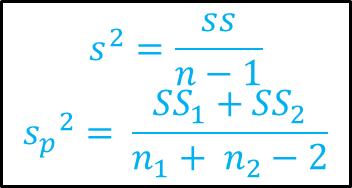 s² = ss / (n − 1)
sₚ² = (SS₁ + SS₂) / (n₁ + n₂ − 2)